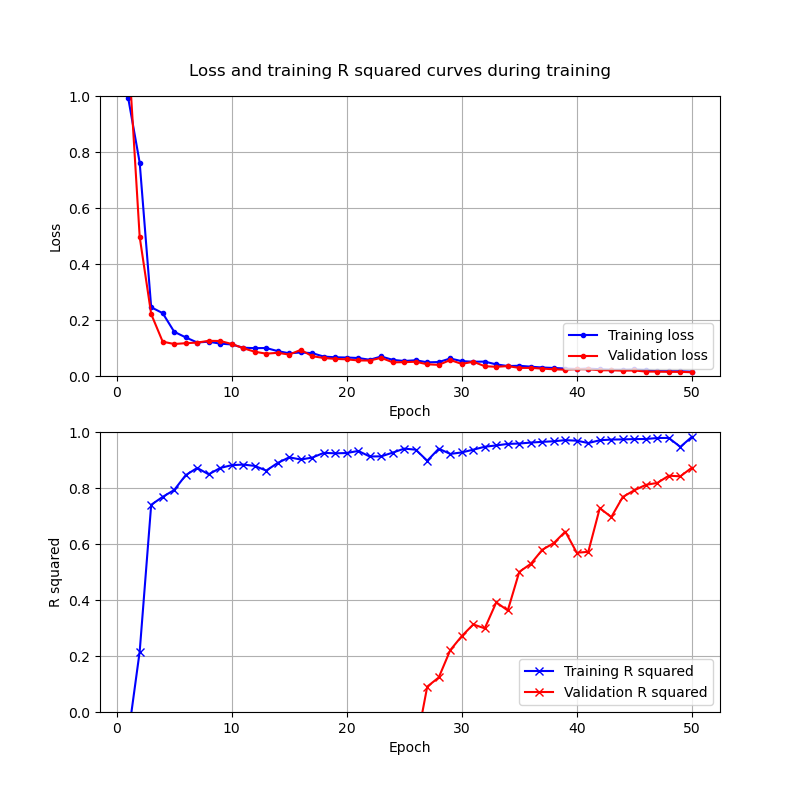 Loss and training R squared curves during training
1.0
0.8
0.6
0.4
0.2
0.0
Loss
Training loss
Validation loss
0 10 20 30 40 50
Epoch
1.0
0.8
0.6
0.4
0.2
0.0
R squared
Training R squared
Validation R squared
0 10 20 30 40 50
Epoch